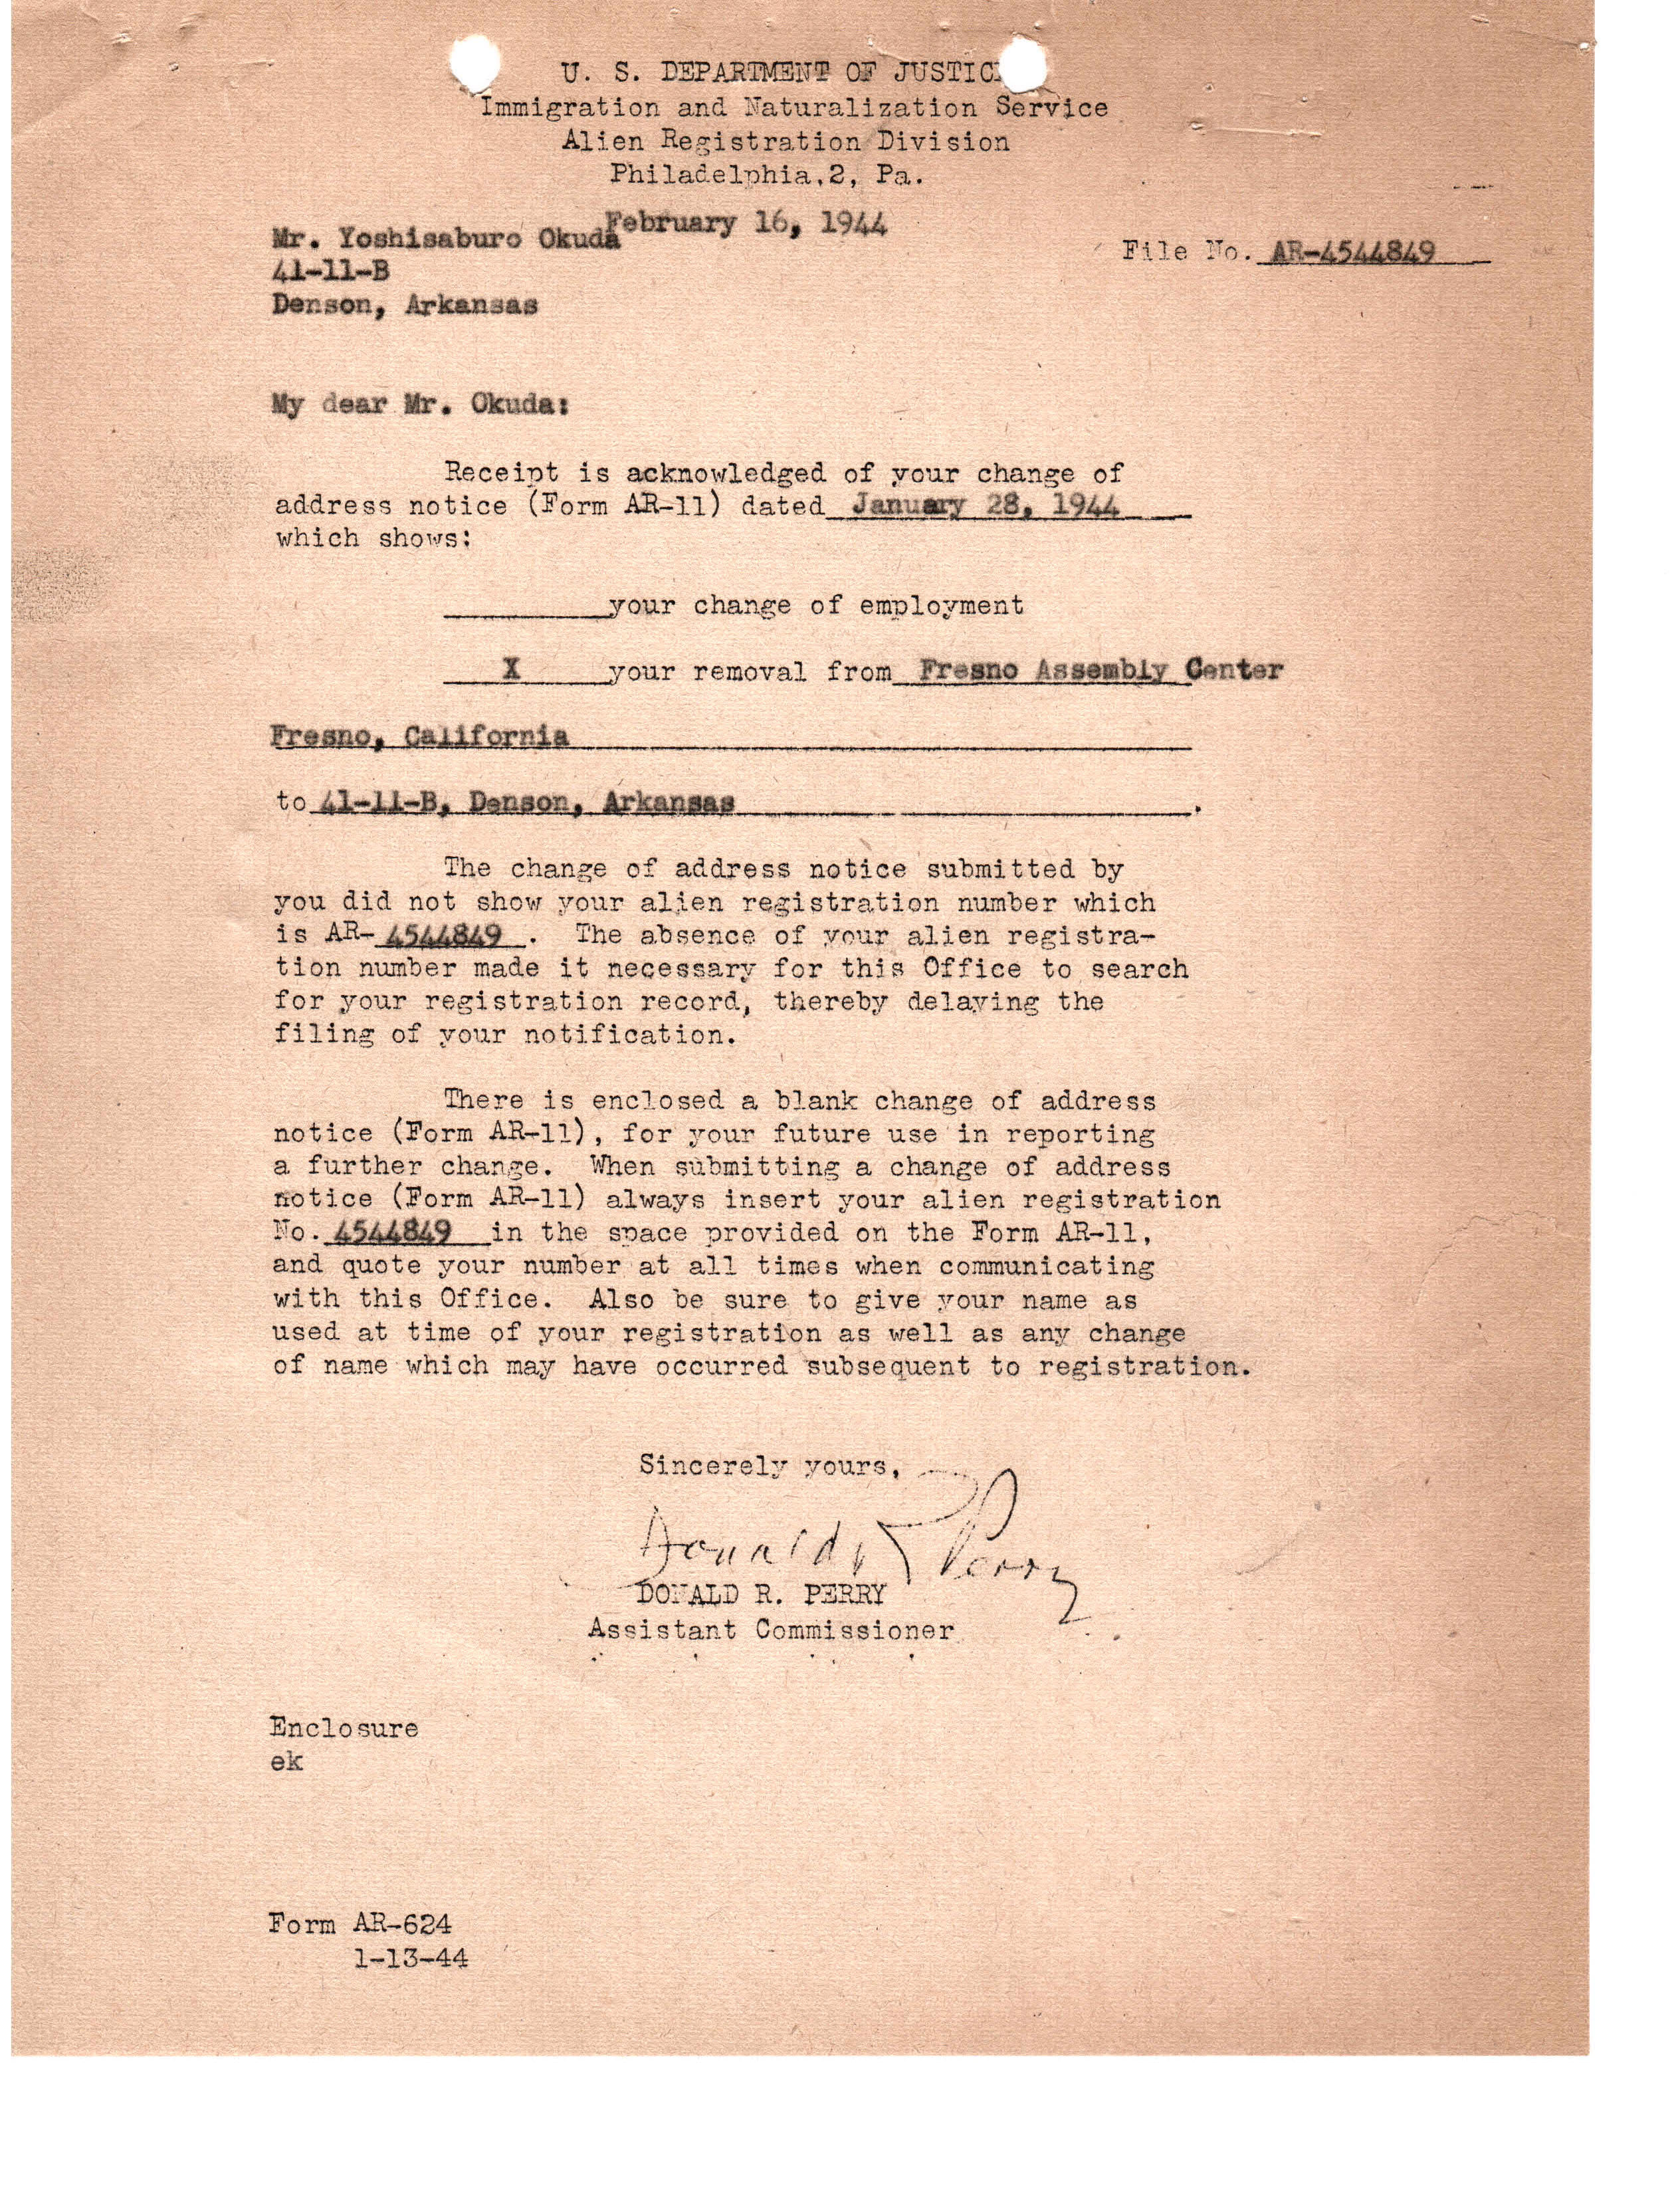 U. S. DEPARTMENT OF JUSTIC
Immigration and Naturalization Service
Alien Registration Division
Philadelphia,2, Pa.
February 16, 1944
Mr. Yoshisaburo Okuda
41-11-B
Denson, Arkansas
File No. AR-4544849
My dear Mr. Okuda:
Receipt is acknowledged of your change of
address notice (Form AR-11) dated January 28, 1944
which shows:
your change of employment
X your removal from Fresno Assembly Center
Fresno, California
to 41-11-B, Denson, Arkansas.
The change of address notice submitted by
you did not show your alien registration number which
is AR-4544849. The absence of your alien registra-
tion number made it necessary for this Office to search
for your registration record, thereby delaying the
filing of your notification.
There is enclosed a blank change of address
notice (Form AR-11), for your future use in reporting
a further change. When submitting a change of address
notice (Form AR-11) always insert your alien registration
No. 4544849 in the space provided on the Form AR-11,
and quote your number at all times when communicating
with this Office. Also be sure to give your name as
used at time of your registration as well as any change
of name which may have occurred subsequent to registration.
Sincerely yours,
Donald R Perry
DONALD R. PERRY
Assistant Commissioner
Enclosure
ek
Form AR-624
1-13-44